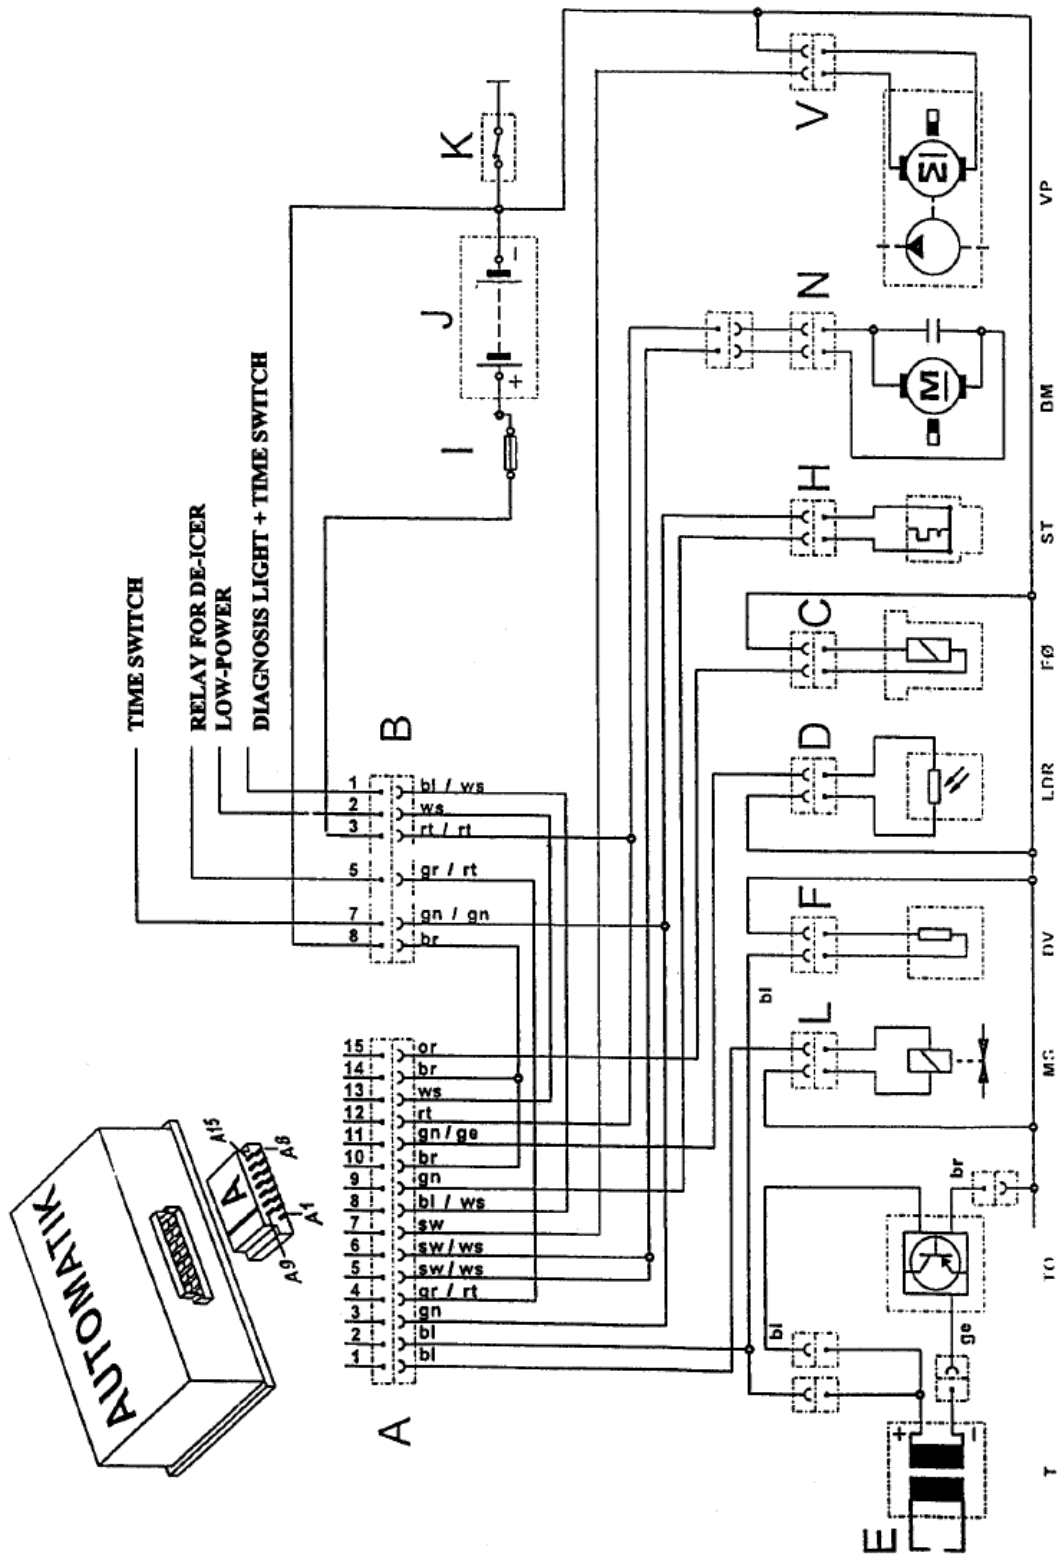 TIME SWITCH
RELAY FOR DE-ICER
LOW-POWER
DIAGNOSIS LIGHT + TIME SWITCH
AUTOMATIK
A
A15
A8
A1
A9
K
J
+
−
I
B
1 bl / ws
2 ws
3 rt / rt
5 gr / rt
7 gn / gn
8 br
A
15 or
14 br
13 ws
12 rt
11 gn / ge
10 br
9 gn
8 bl / ws
7 sw
6 sw / ws
5 sw / ws
4 gr / rt
3 gn
2 bl
1 bl
V
N
H
C
D
F
L
E
M
M
bl
bl
br
ge
+
−
VP
BM
ST
FØ
LDR
DV
MS
T